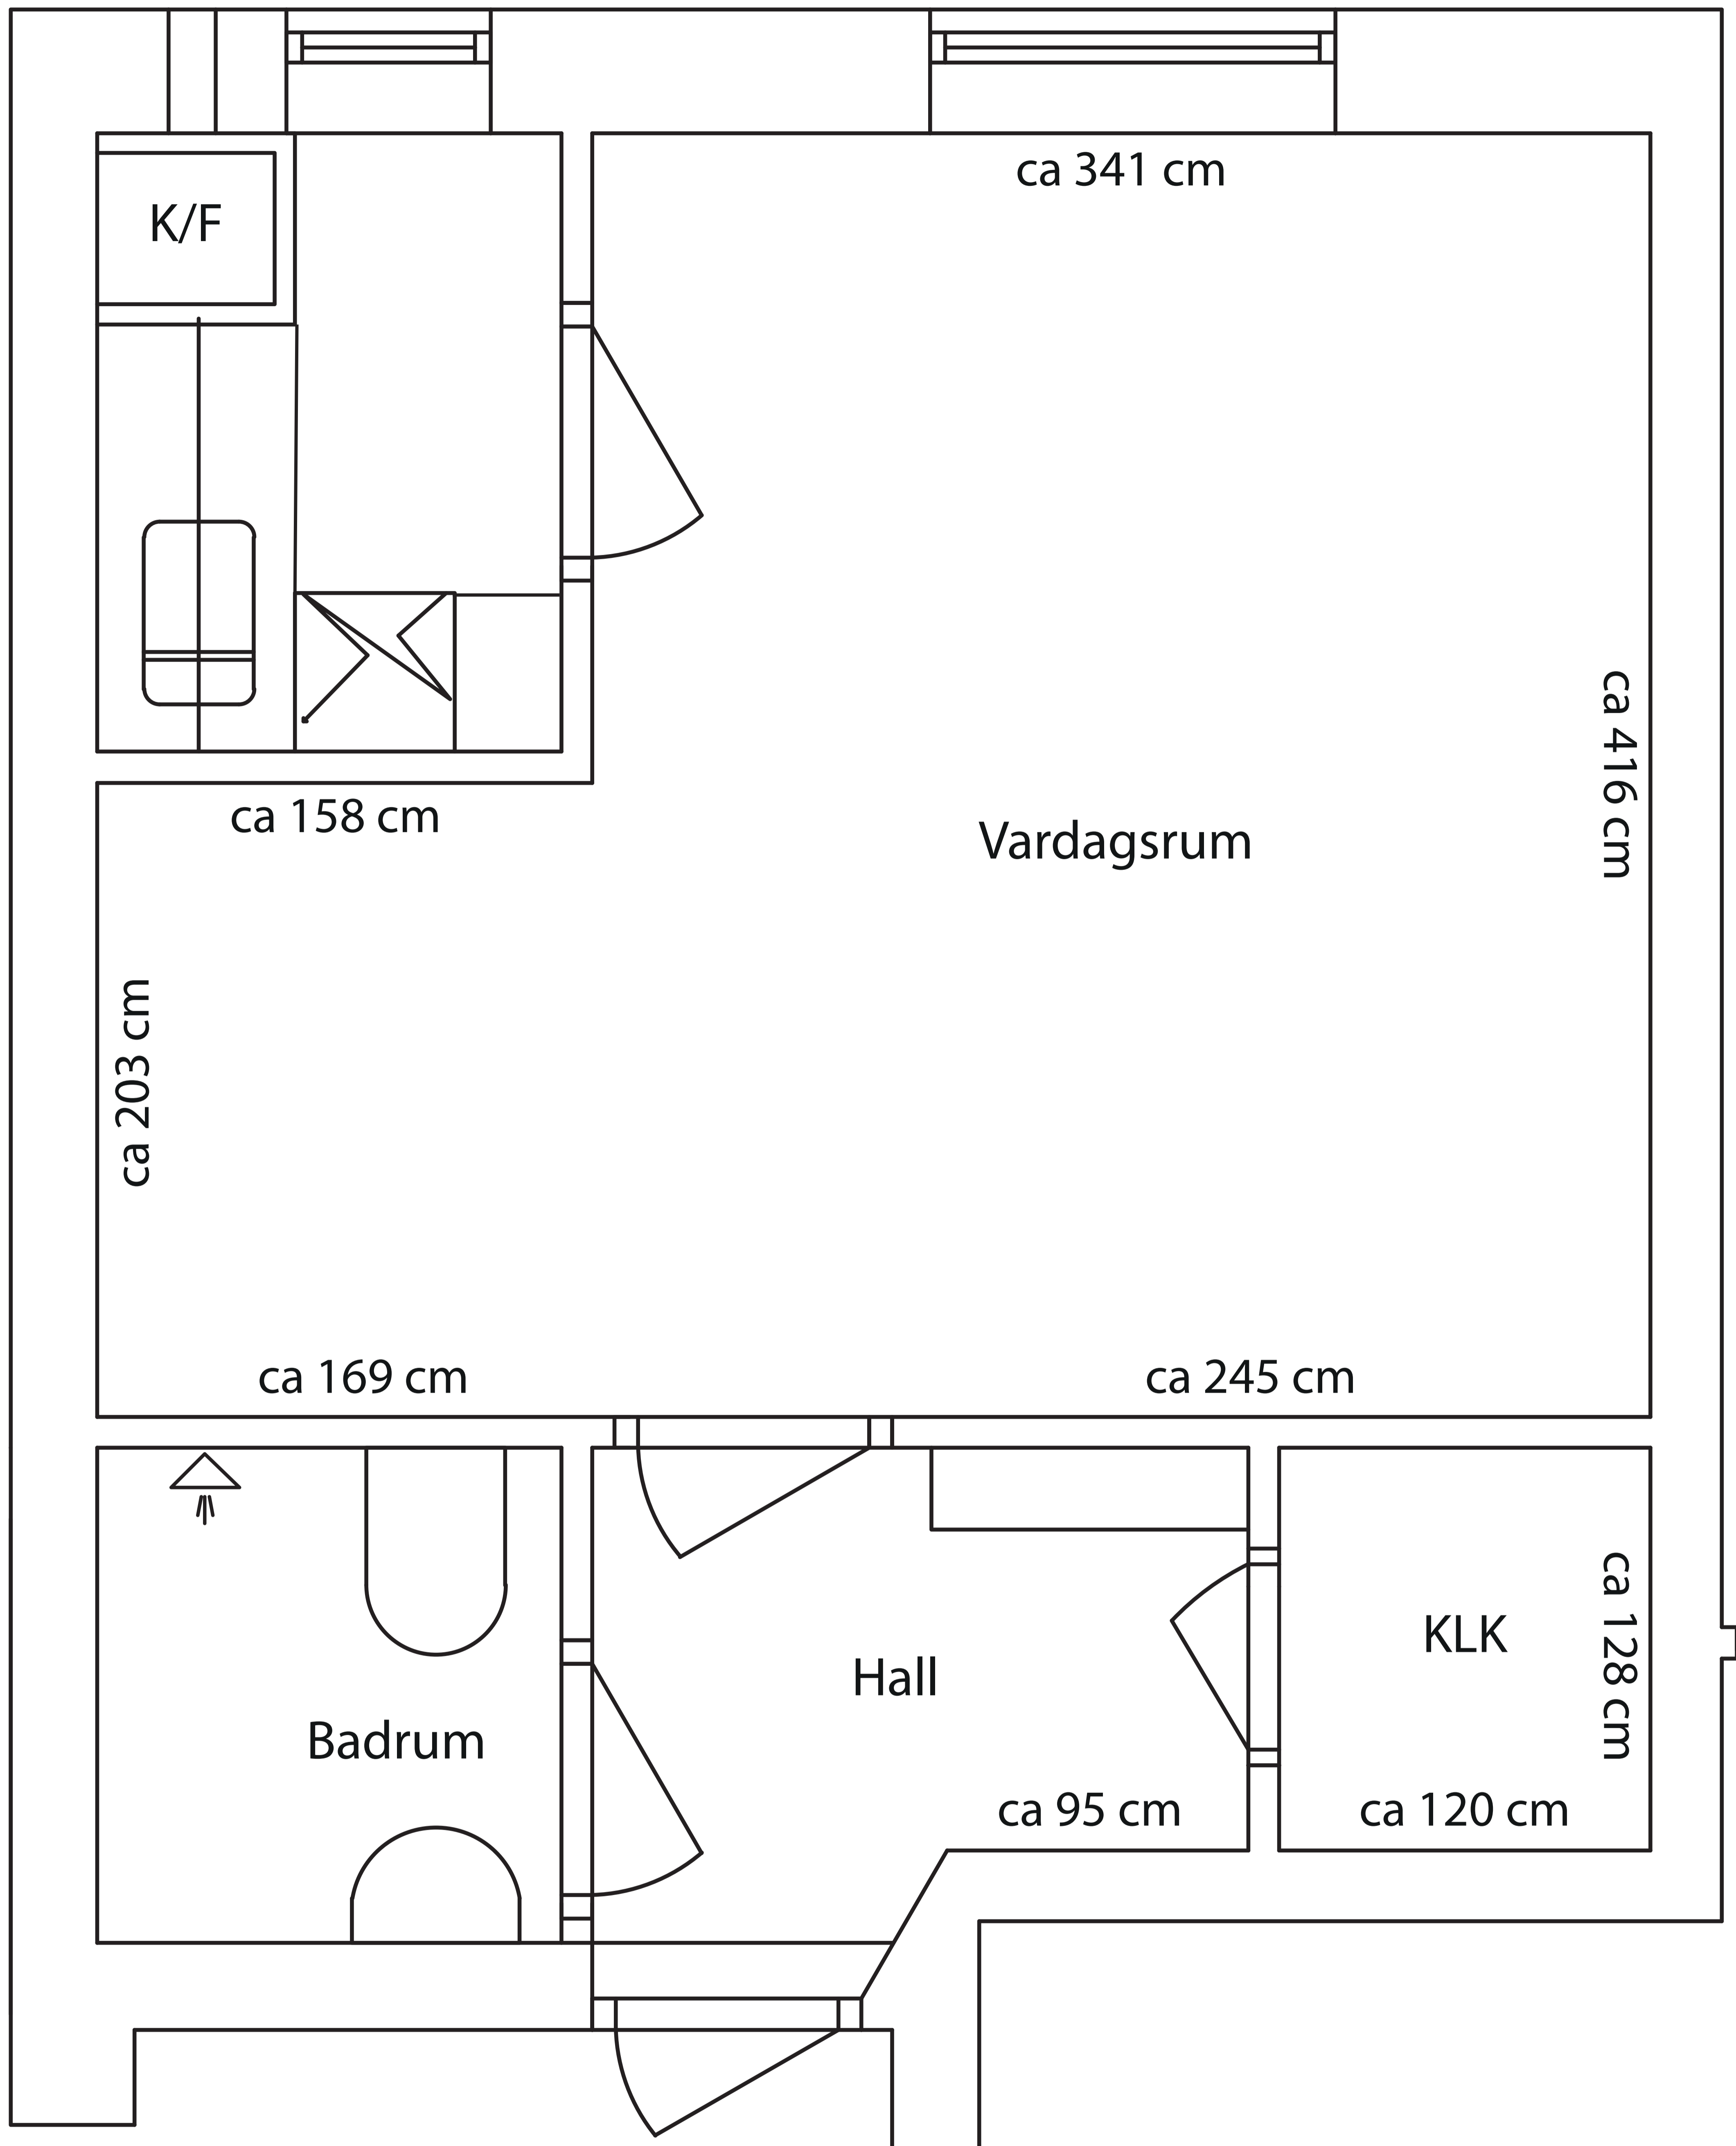 ca 341 cm
K/F
ca 416 cm
ca 158 cm
Vardagsrum
ca 203 cm
ca 169 cm
ca 245 cm
ca 128 cm
KLK
Hall
Badrum
ca 95 cm
ca 120 cm